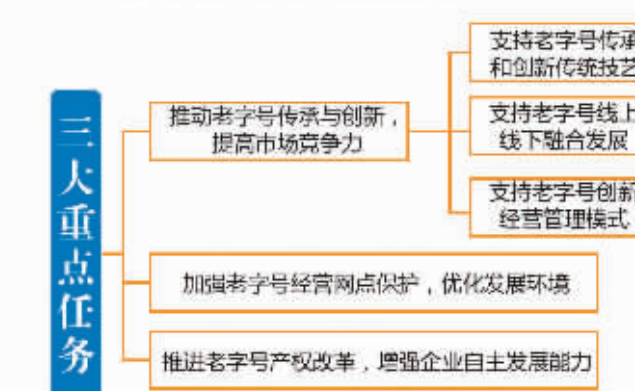 三大重点任务
推动老字号传承与创新，
提高市场竞争力
支持老字号传承
和创新传统技艺
支持老字号线上
线下融合发展
支持老字号创新
经营管理模式
加强老字号经营网点保护，优化发展环境
推进老字号产权改革，增强企业自主发展能力